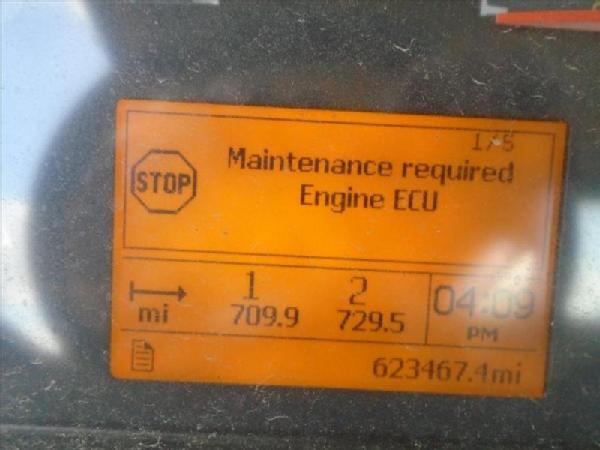 1/5
STOP
Maintenance required
Engine ECU
1 2 04:09
mi 709.9 729.5 PM
623467.4mi